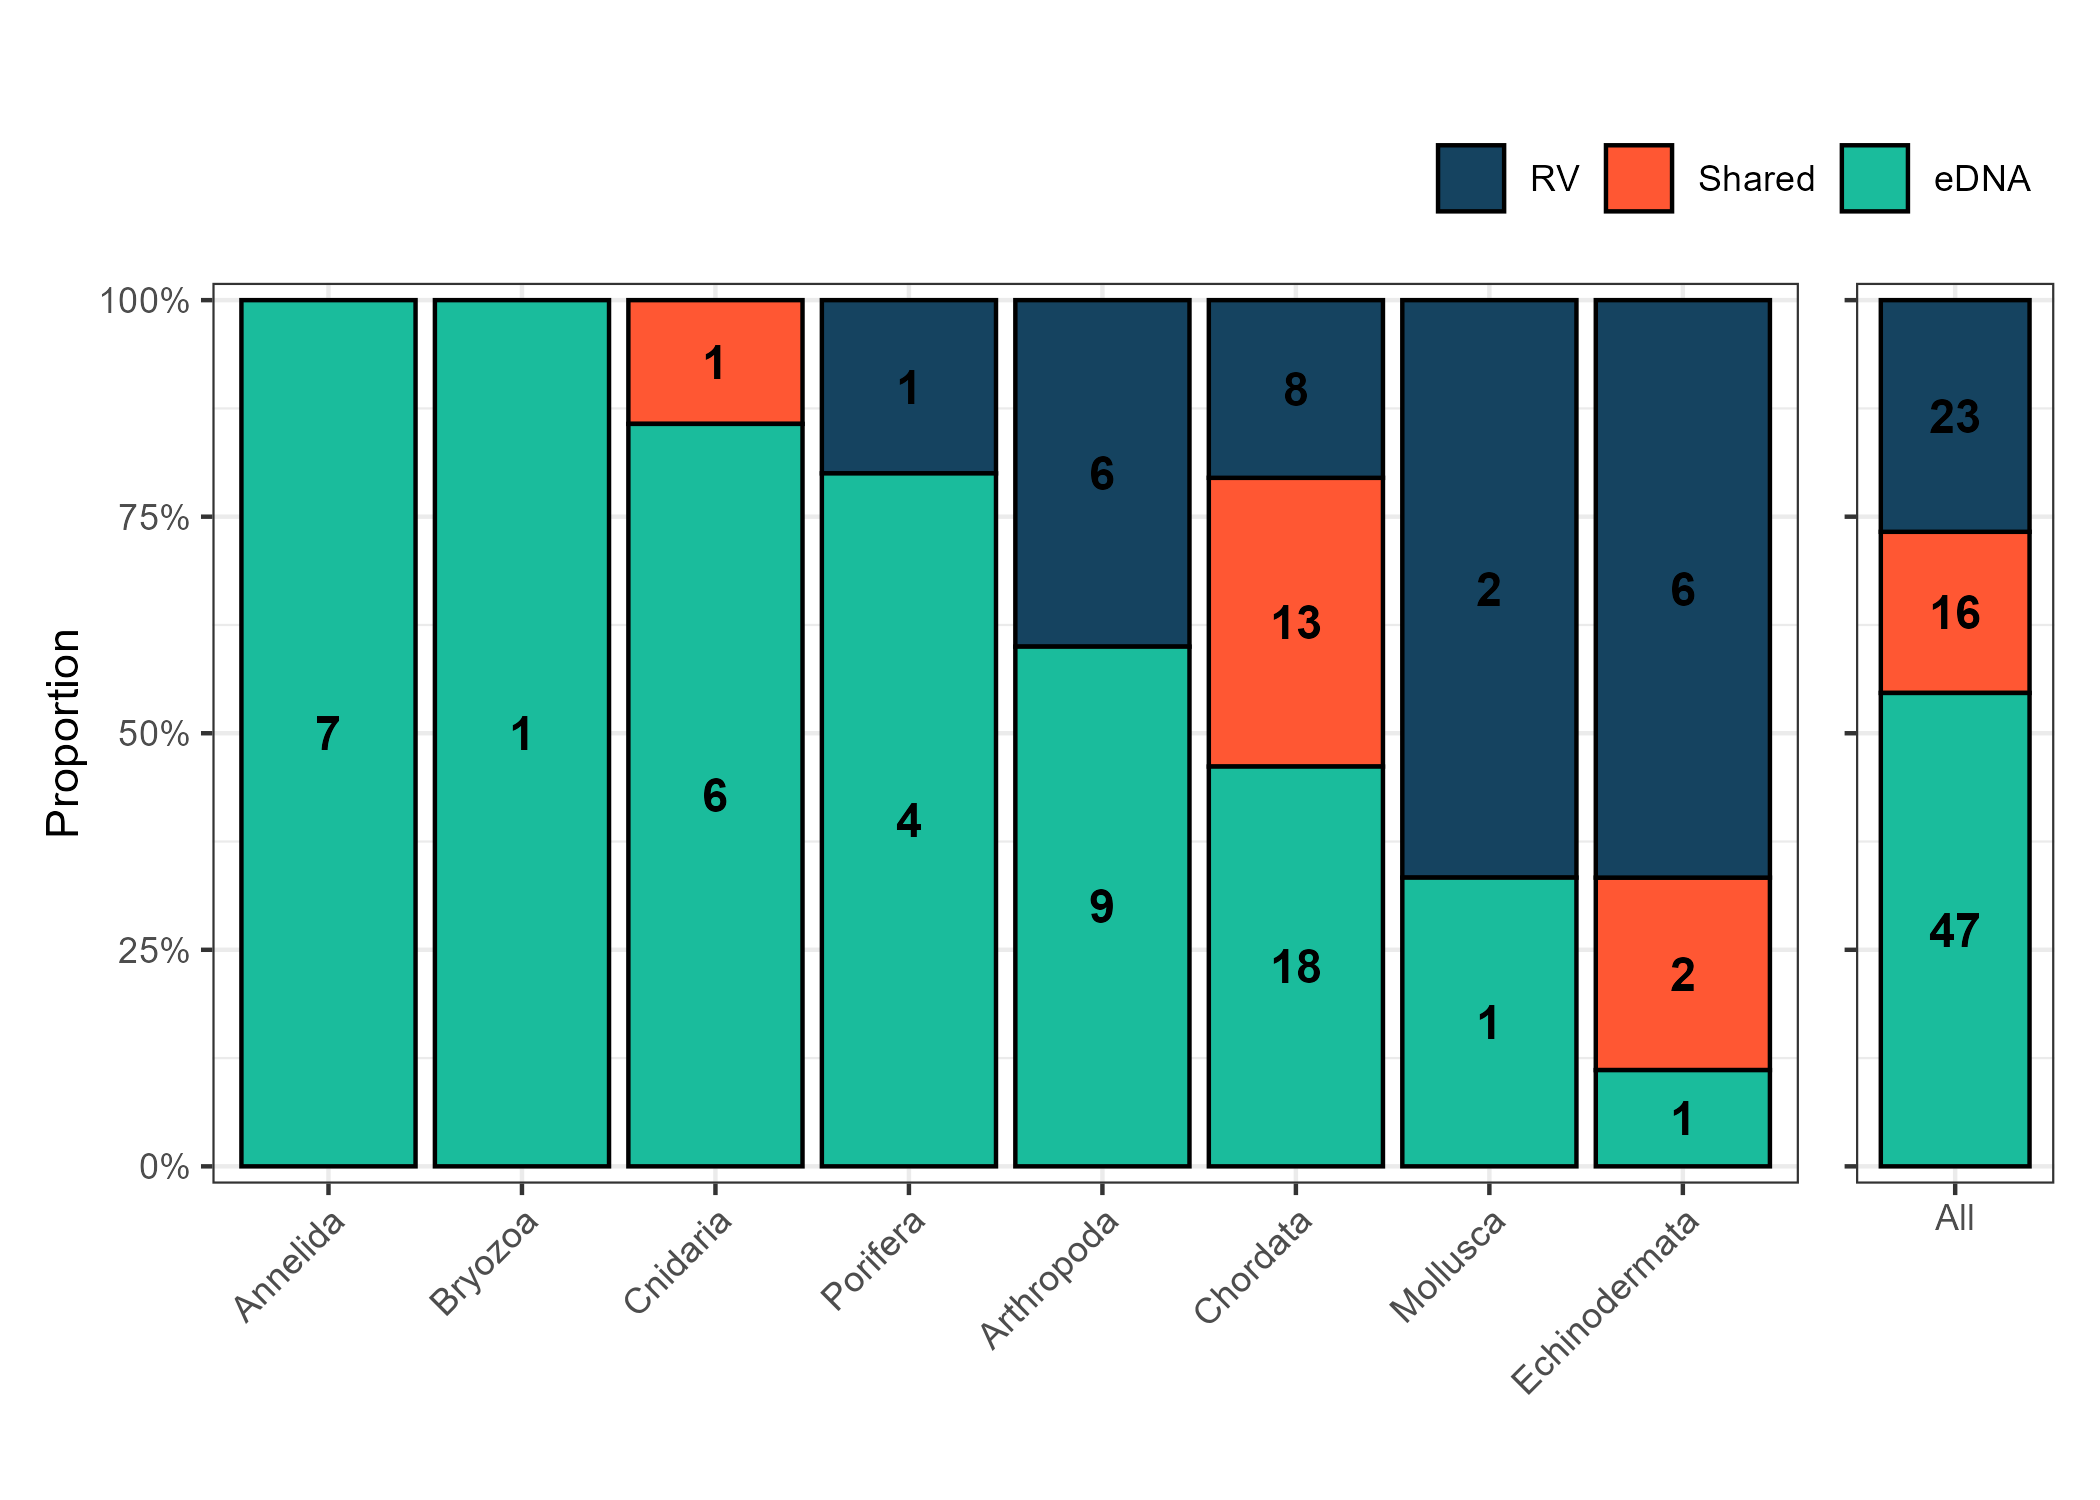 RV Shared eDNA
Proportion
100%
75%
50%
25%
0%
7
1
1
6
1
4
6
9
8
13
18
2
1
6
2
1
23
16
47
Annelida
Bryozoa
Cnidaria
Porifera
Arthropoda
Chordata
Mollusca
Echinodermata
All